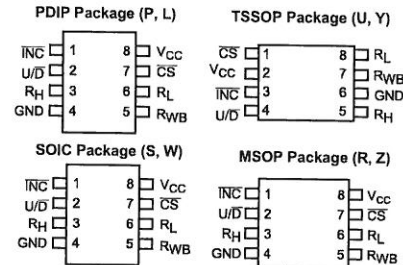 PDIP Package (P, L)
INC 1 8 VCC
U/D 2 7 CS
RH 3 6 RL
GND 4 5 RWB
TSSOP Package (U, Y)
CS 1 8 RL
VCC 2 7 RWB
INC 3 6 GND
U/D 4 5 RH
SOIC Package (S, W)
INC 1 8 VCC
U/D 2 7 CS
RH 3 6 RL
GND 4 5 RWB
MSOP Package (R, Z)
INC 1 8 VCC
U/D 2 7 CS
RH 3 6 RL
GND 4 5 RWB